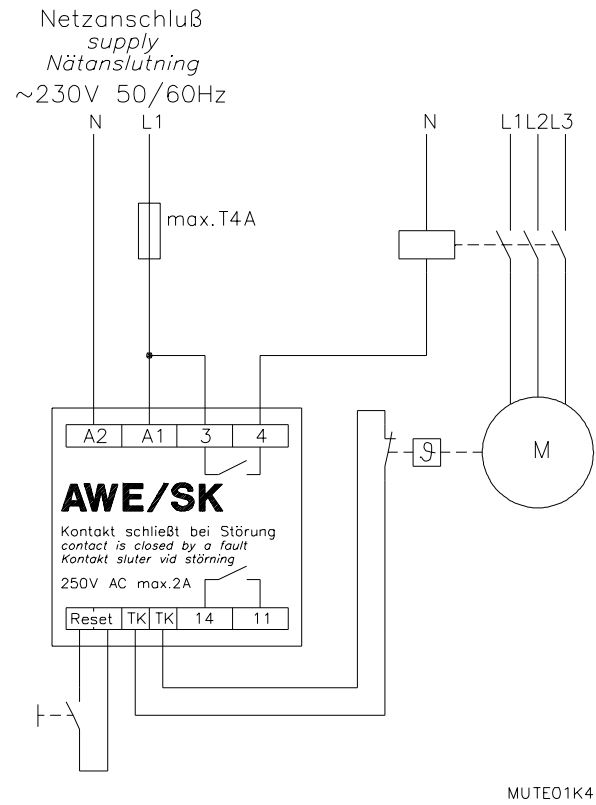 Netzanschluß
supply
Nätanslutning
~230V 50/60Hz
N L1 N L1 L2 L3
max.T4A
A2 A1 3 4
ϑ M
AWE/SK
Kontakt schließt bei Störung
contact is closed by a fault
Kontakt sluter vid störning
250V AC max.2A
Reset TK TK 14 11
MUTE01K4